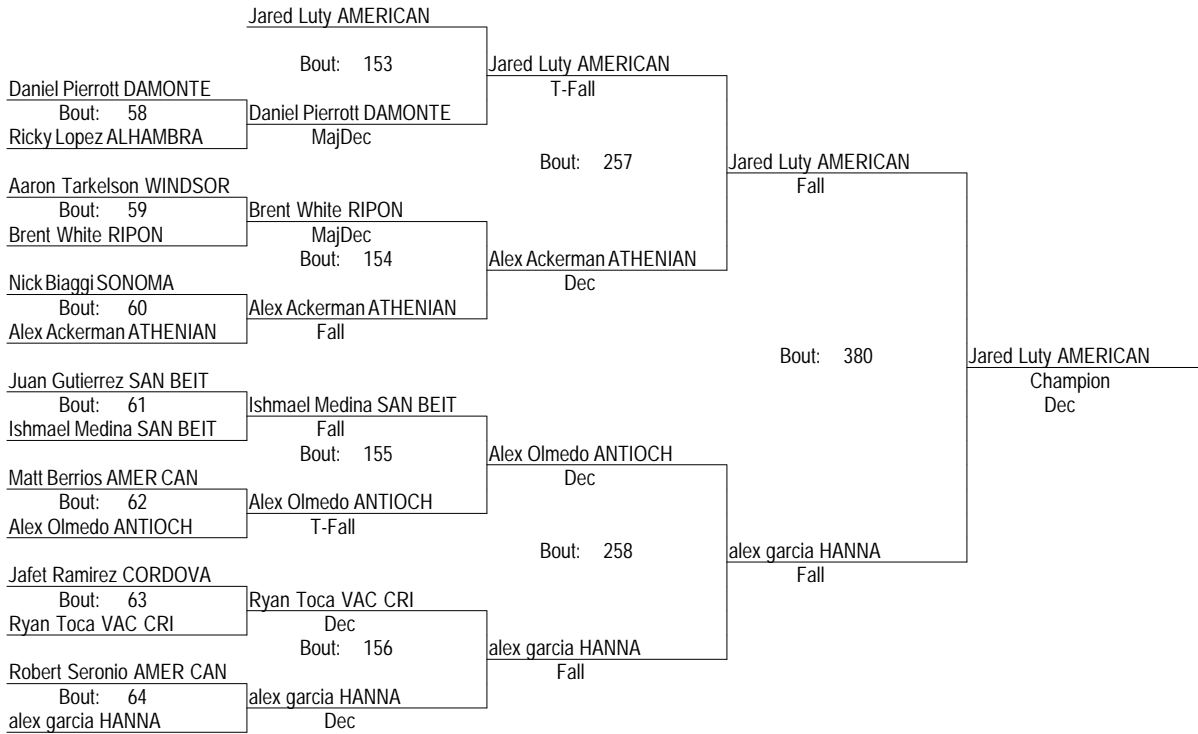 Jared Luty AMERICAN
Bout: 153
Jared Luty AMERICAN
T-Fall
Daniel Pierrott DAMONTE
Bout: 58
Ricky Lopez ALHAMBRA
Daniel Pierrott DAMONTE
MajDec
Bout: 257
Jared Luty AMERICAN
Fall
Aaron Tarkelson WINDSOR
Bout: 59
Brent White RIPON
Brent White RIPON
MajDec
Bout: 154
Alex Ackerman ATHENIAN
Dec
Nick Biaggi SONOMA
Bout: 60
Alex Ackerman ATHENIAN
Alex Ackerman ATHENIAN
Fall
Bout: 380
Jared Luty AMERICAN
Champion
Dec
Juan Gutierrez SAN BEIT
Bout: 61
Ishmael Medina SAN BEIT
Ishmael Medina SAN BEIT
Fall
Bout: 155
Alex Olmedo ANTIOCH
Dec
Matt Berrios AMER CAN
Bout: 62
Alex Olmedo ANTIOCH
Alex Olmedo ANTIOCH
T-Fall
Bout: 258
alex garcia HANNA
Fall
Jafet Ramirez CORDOVA
Bout: 63
Ryan Toca VAC CRI
Ryan Toca VAC CRI
Dec
Bout: 156
alex garcia HANNA
Fall
Robert Seronio AMER CAN
Bout: 64
alex garcia HANNA
alex garcia HANNA
Dec